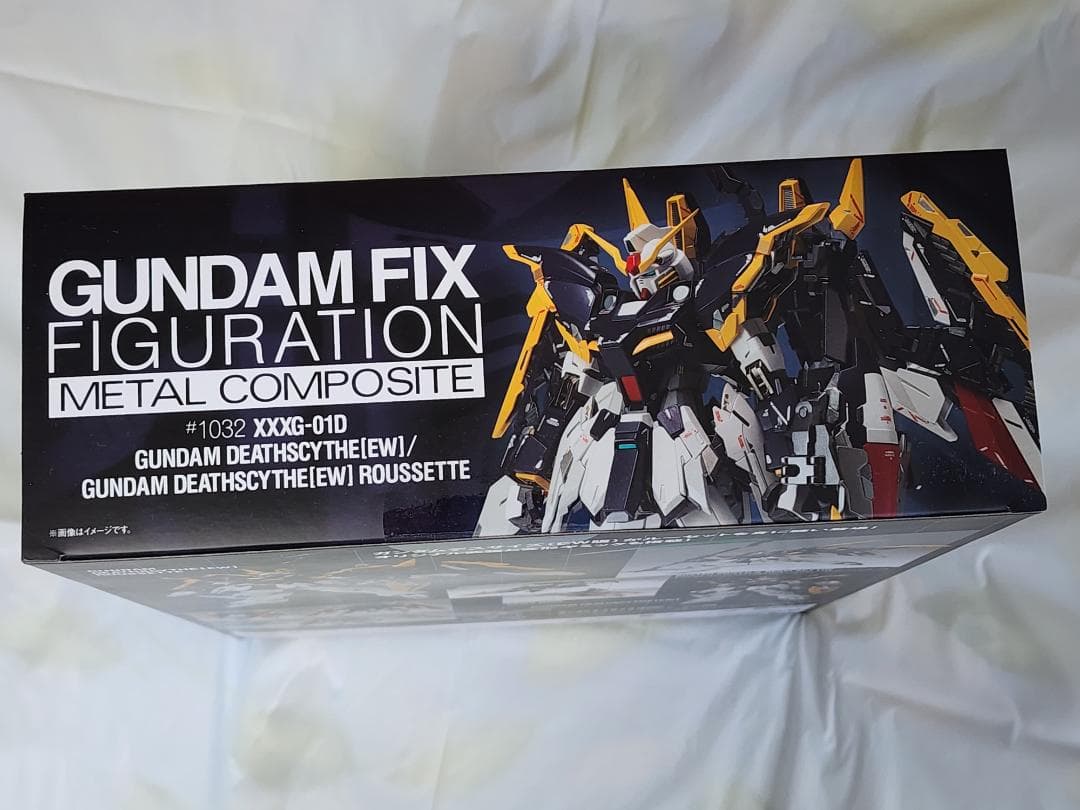 GUNDAM FIX
FIGURATION
METAL COMPOSITE
#1032 XXXG-01D
GUNDAM DEATHSCYTHE[EW]/
GUNDAM DEATHSCYTHE[EW] ROUSSETTE
※画像はイメージです。